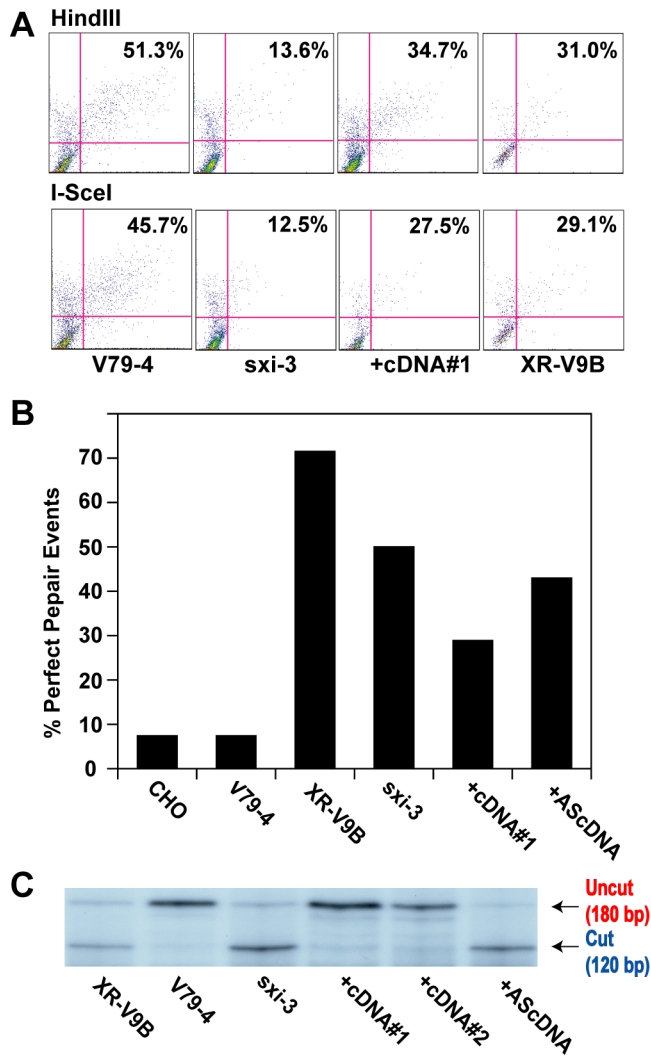 A
HindIII
51.3% 13.6% 34.7% 31.0%
I-SceI
45.7% 12.5% 27.5% 29.1%
V79-4 sxi-3 +cDNA#1 XR-V9B
B
% Perfect Pepair Events
70
60
50
40
30
20
10
0
CHO V79-4 XR-V9B sxi-3 +cDNA#1 +AScDNA
C
Uncut
(180 bp)
Cut
(120 bp)
XR-V9B V79-4 sxi-3 +cDNA#1 +cDNA#2 +AScDNA